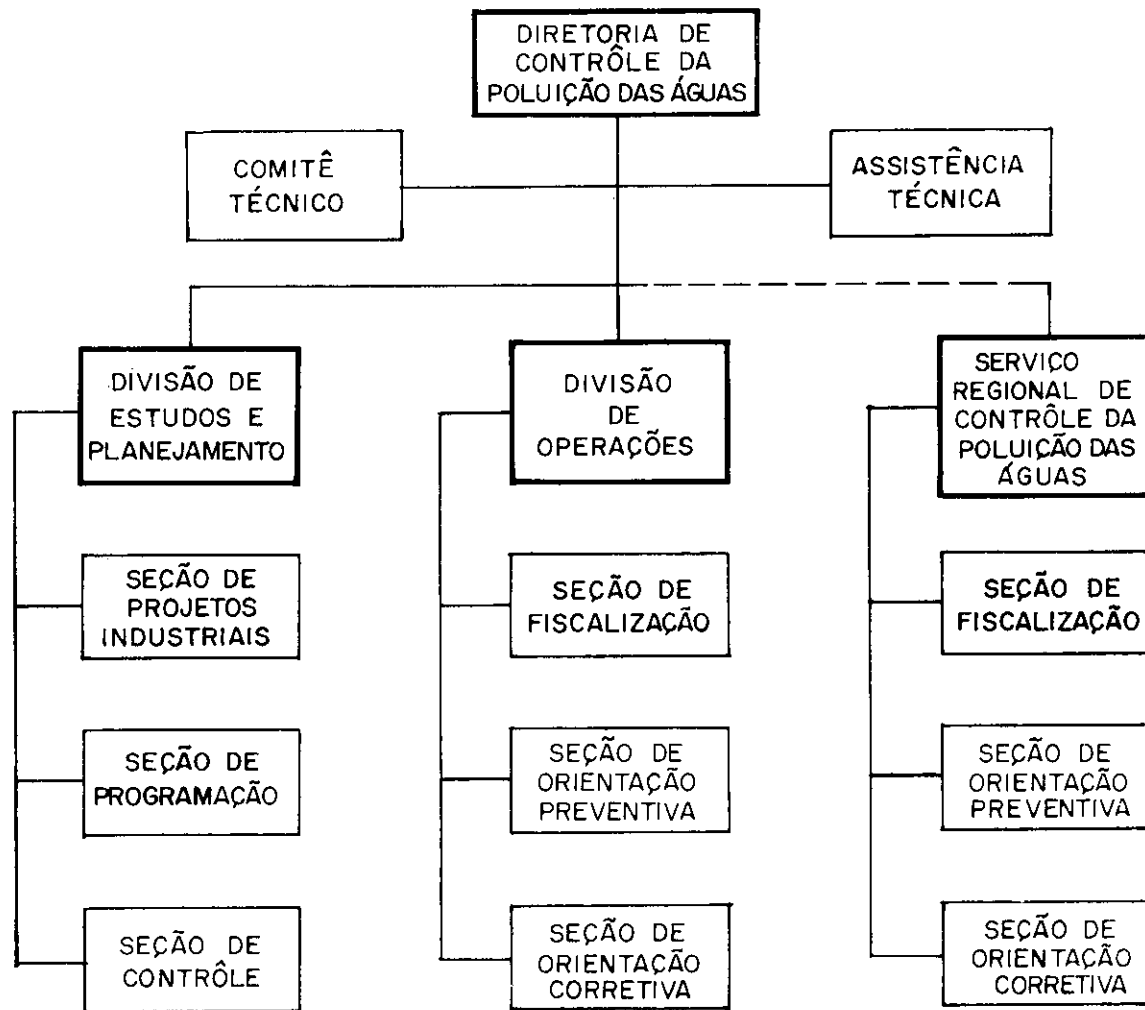 DIRETORIA DE
CONTRÔLE DA
POLUIÇÃO DAS ÁGUAS
COMITÊ
TÉCNICO
ASSISTÊNCIA
TÉCNICA
DIVISÃO DE
ESTUDOS E
PLANEJAMENTO
DIVISÃO
DE
OPERAÇÕES
SERVIÇO
REGIONAL DE
CONTRÔLE DA
POLUIÇÃO DAS
ÁGUAS
SEÇÃO DE
PROJETOS
INDUSTRIAIS
SEÇÃO DE
FISCALIZAÇÃO
SEÇÃO DE
FISCALIZAÇÃO
SEÇÃO DE
PROGRAMAÇÃO
SEÇÃO DE
ORIENTAÇÃO
PREVENTIVA
SEÇÃO DE
ORIENTAÇÃO
PREVENTIVA
SEÇÃO DE
CONTRÔLE
SEÇÃO DE
ORIENTAÇÃO
CORRETIVA
SEÇÃO DE
ORIENTAÇÃO
CORRETIVA